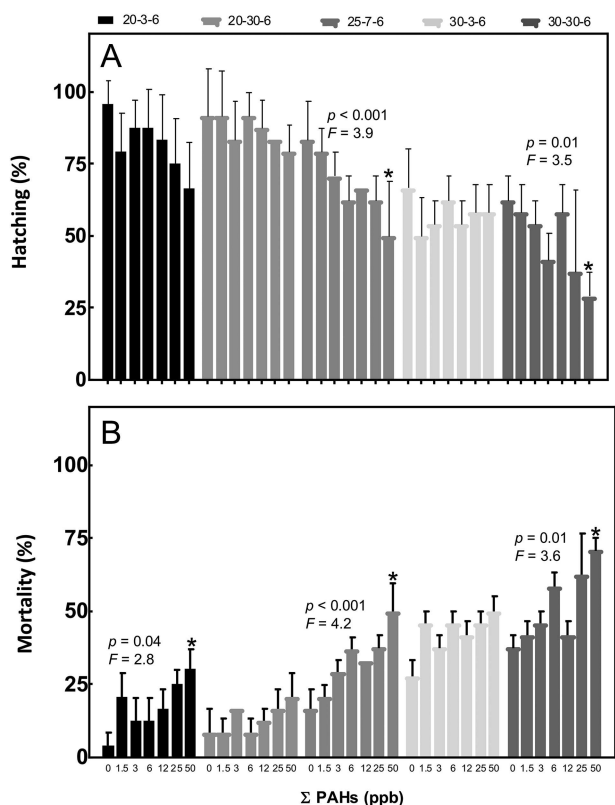 20-3-6 20-30-6 25-7-6 30-3-6 30-30-6
A
Hatching (%)
100
75
50
25
0
p < 0.001
F = 3.9
*
p = 0.01
F = 3.5
*
B
Mortality (%)
100
75
50
25
0
p = 0.04
F = 2.8
*
p < 0.001
F = 4.2
*
p = 0.01
F = 3.6
*
0 1.5 3 6 12 25 50 0 1.5 3 6 12 25 50 0 1.5 3 6 12 25 50 0 1.5 3 6 12 25 50 0 1.5 3 6 12 25 50
Σ PAHs (ppb)